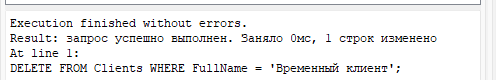 Execution finished without errors.
Result: запрос успешно выполнен. Заняло 0мс, 1 строк изменено
At line 1:
DELETE FROM Clients WHERE FullName = 'Временный клиент';